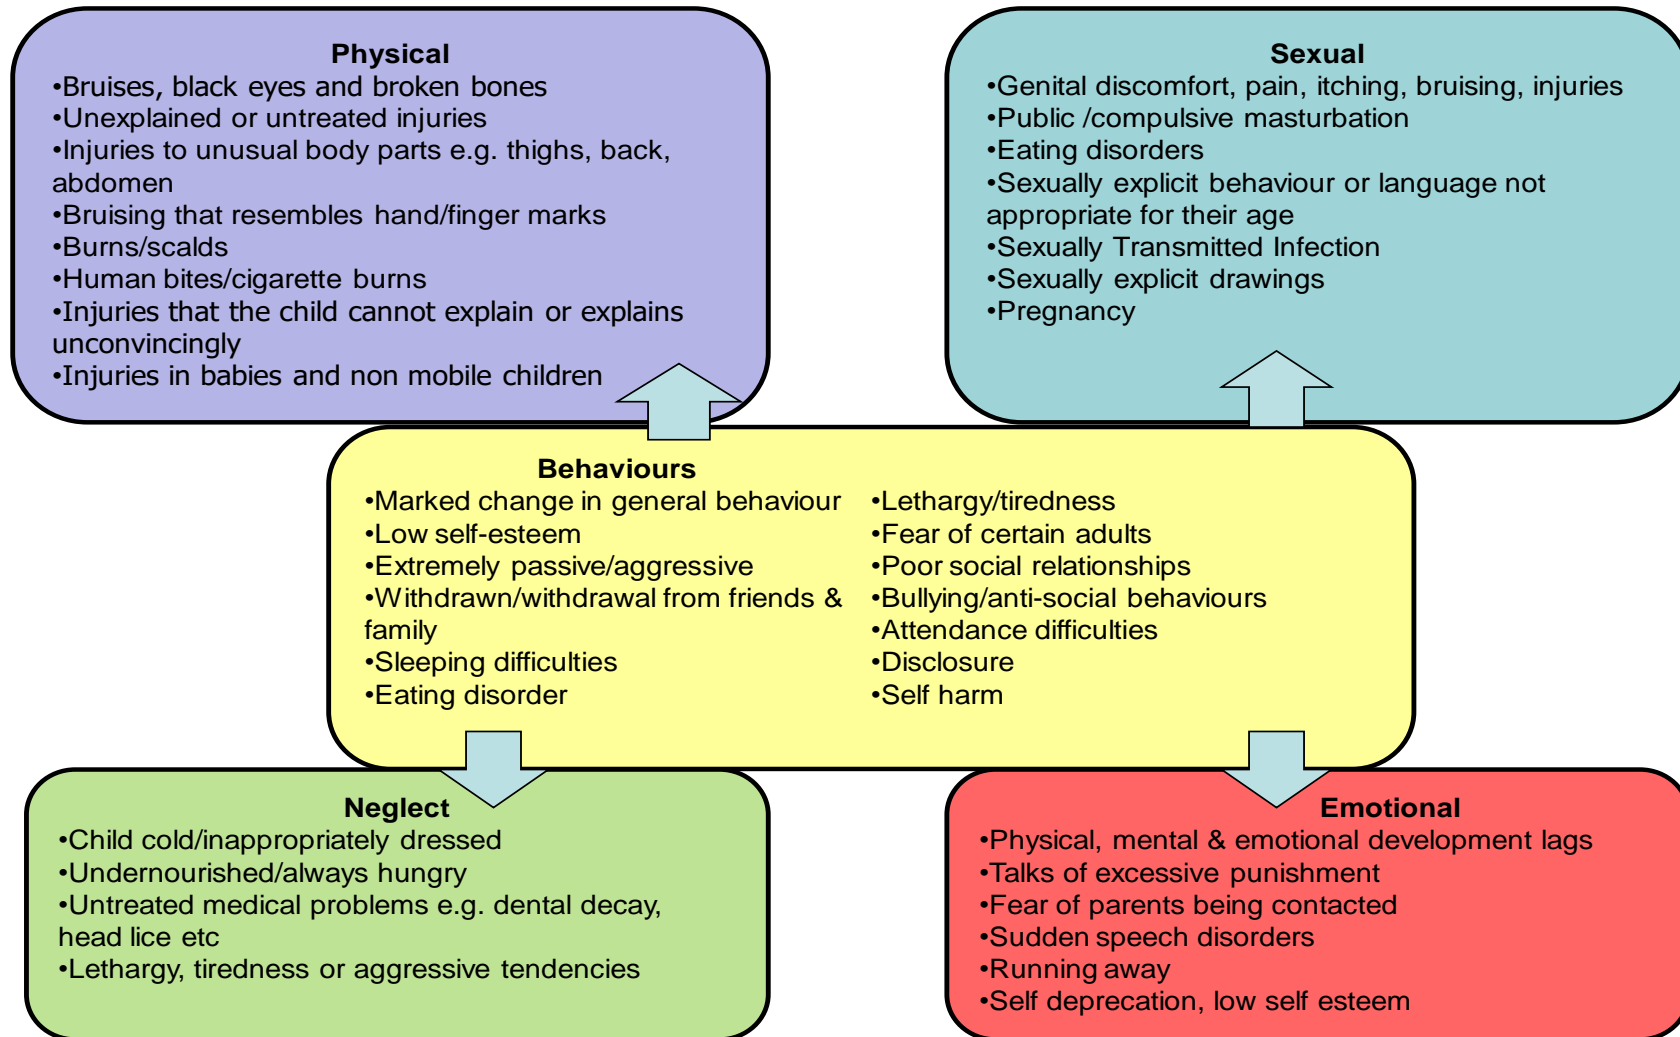 Physical
•Bruises, black eyes and broken bones
•Unexplained or untreated injuries
•Injuries to unusual body parts e.g. thighs, back,
abdomen
•Bruising that resembles hand/finger marks
•Burns/scalds
•Human bites/cigarette burns
•Injuries that the child cannot explain or explains
unconvincingly
•Injuries in babies and non mobile children
Sexual
•Genital discomfort, pain, itching, bruising, injuries
•Public /compulsive masturbation
•Eating disorders
•Sexually explicit behaviour or language not
appropriate for their age
•Sexually Transmitted Infection
•Sexually explicit drawings
•Pregnancy
Behaviours
•Marked change in general behaviour
•Low self-esteem
•Extremely passive/aggressive
•Withdrawn/withdrawal from friends &
family
•Sleeping difficulties
•Eating disorder
•Lethargy/tiredness
•Fear of certain adults
•Poor social relationships
•Bullying/anti-social behaviours
•Attendance difficulties
•Disclosure
•Self harm
Neglect
•Child cold/inappropriately dressed
•Undernourished/always hungry
•Untreated medical problems e.g. dental decay,
head lice etc
•Lethargy, tiredness or aggressive tendencies
Emotional
•Physical, mental & emotional development lags
•Talks of excessive punishment
•Fear of parents being contacted
•Sudden speech disorders
•Running away
•Self deprecation, low self esteem